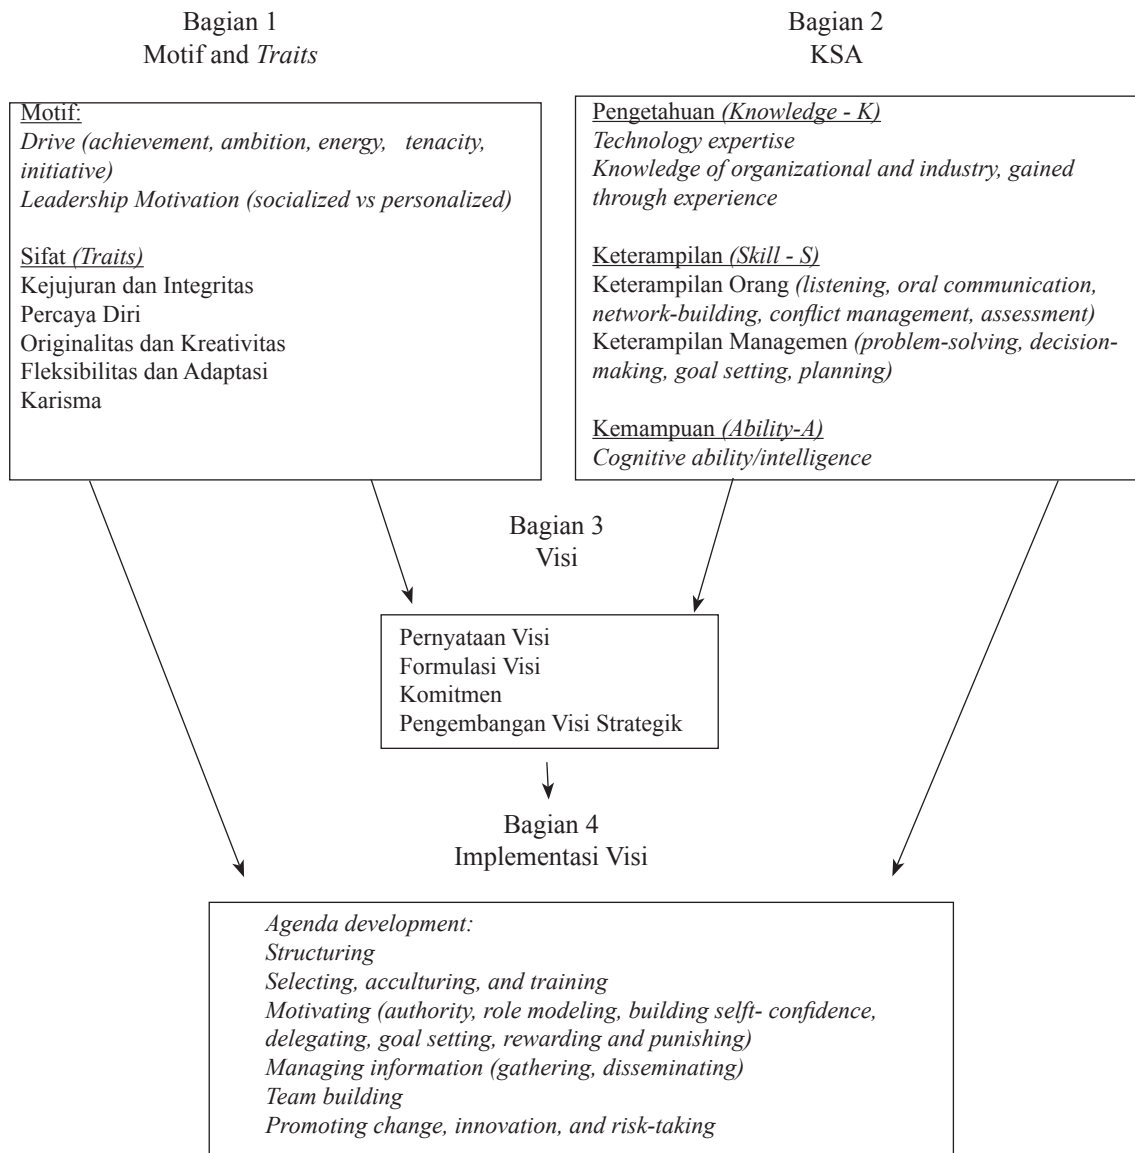 Bagian 1
Motif and Traits
Bagian 2
KSA
Motif:
Drive (achievement, ambition, energy, tenacity,
initiative)
Leadership Motivation (socialized vs personalized)
Sifat (Traits)
Kejujuran dan Integritas
Percaya Diri
Originalitas dan Kreativitas
Fleksibilitas dan Adaptasi
Karisma
Pengetahuan (Knowledge - K)
Technology expertise
Knowledge of organizational and industry, gained
through experience
Keterampilan (Skill - S)
Keterampilan Orang (listening, oral communication,
network-building, conflict management, assessment)
Keterampilan Managemen (problem-solving, decision-
making, goal setting, planning)
Kemampuan (Ability-A)
Cognitive ability/intelligence
Bagian 3
Visi
Pernyataan Visi
Formulasi Visi
Komitmen
Pengembangan Visi Strategik
Bagian 4
Implementasi Visi
Agenda development:
Structuring
Selecting, acculturing, and training
Motivating (authority, role modeling, building selft- confidence,
delegating, goal setting, rewarding and punishing)
Managing information (gathering, disseminating)
Team building
Promoting change, innovation, and risk-taking